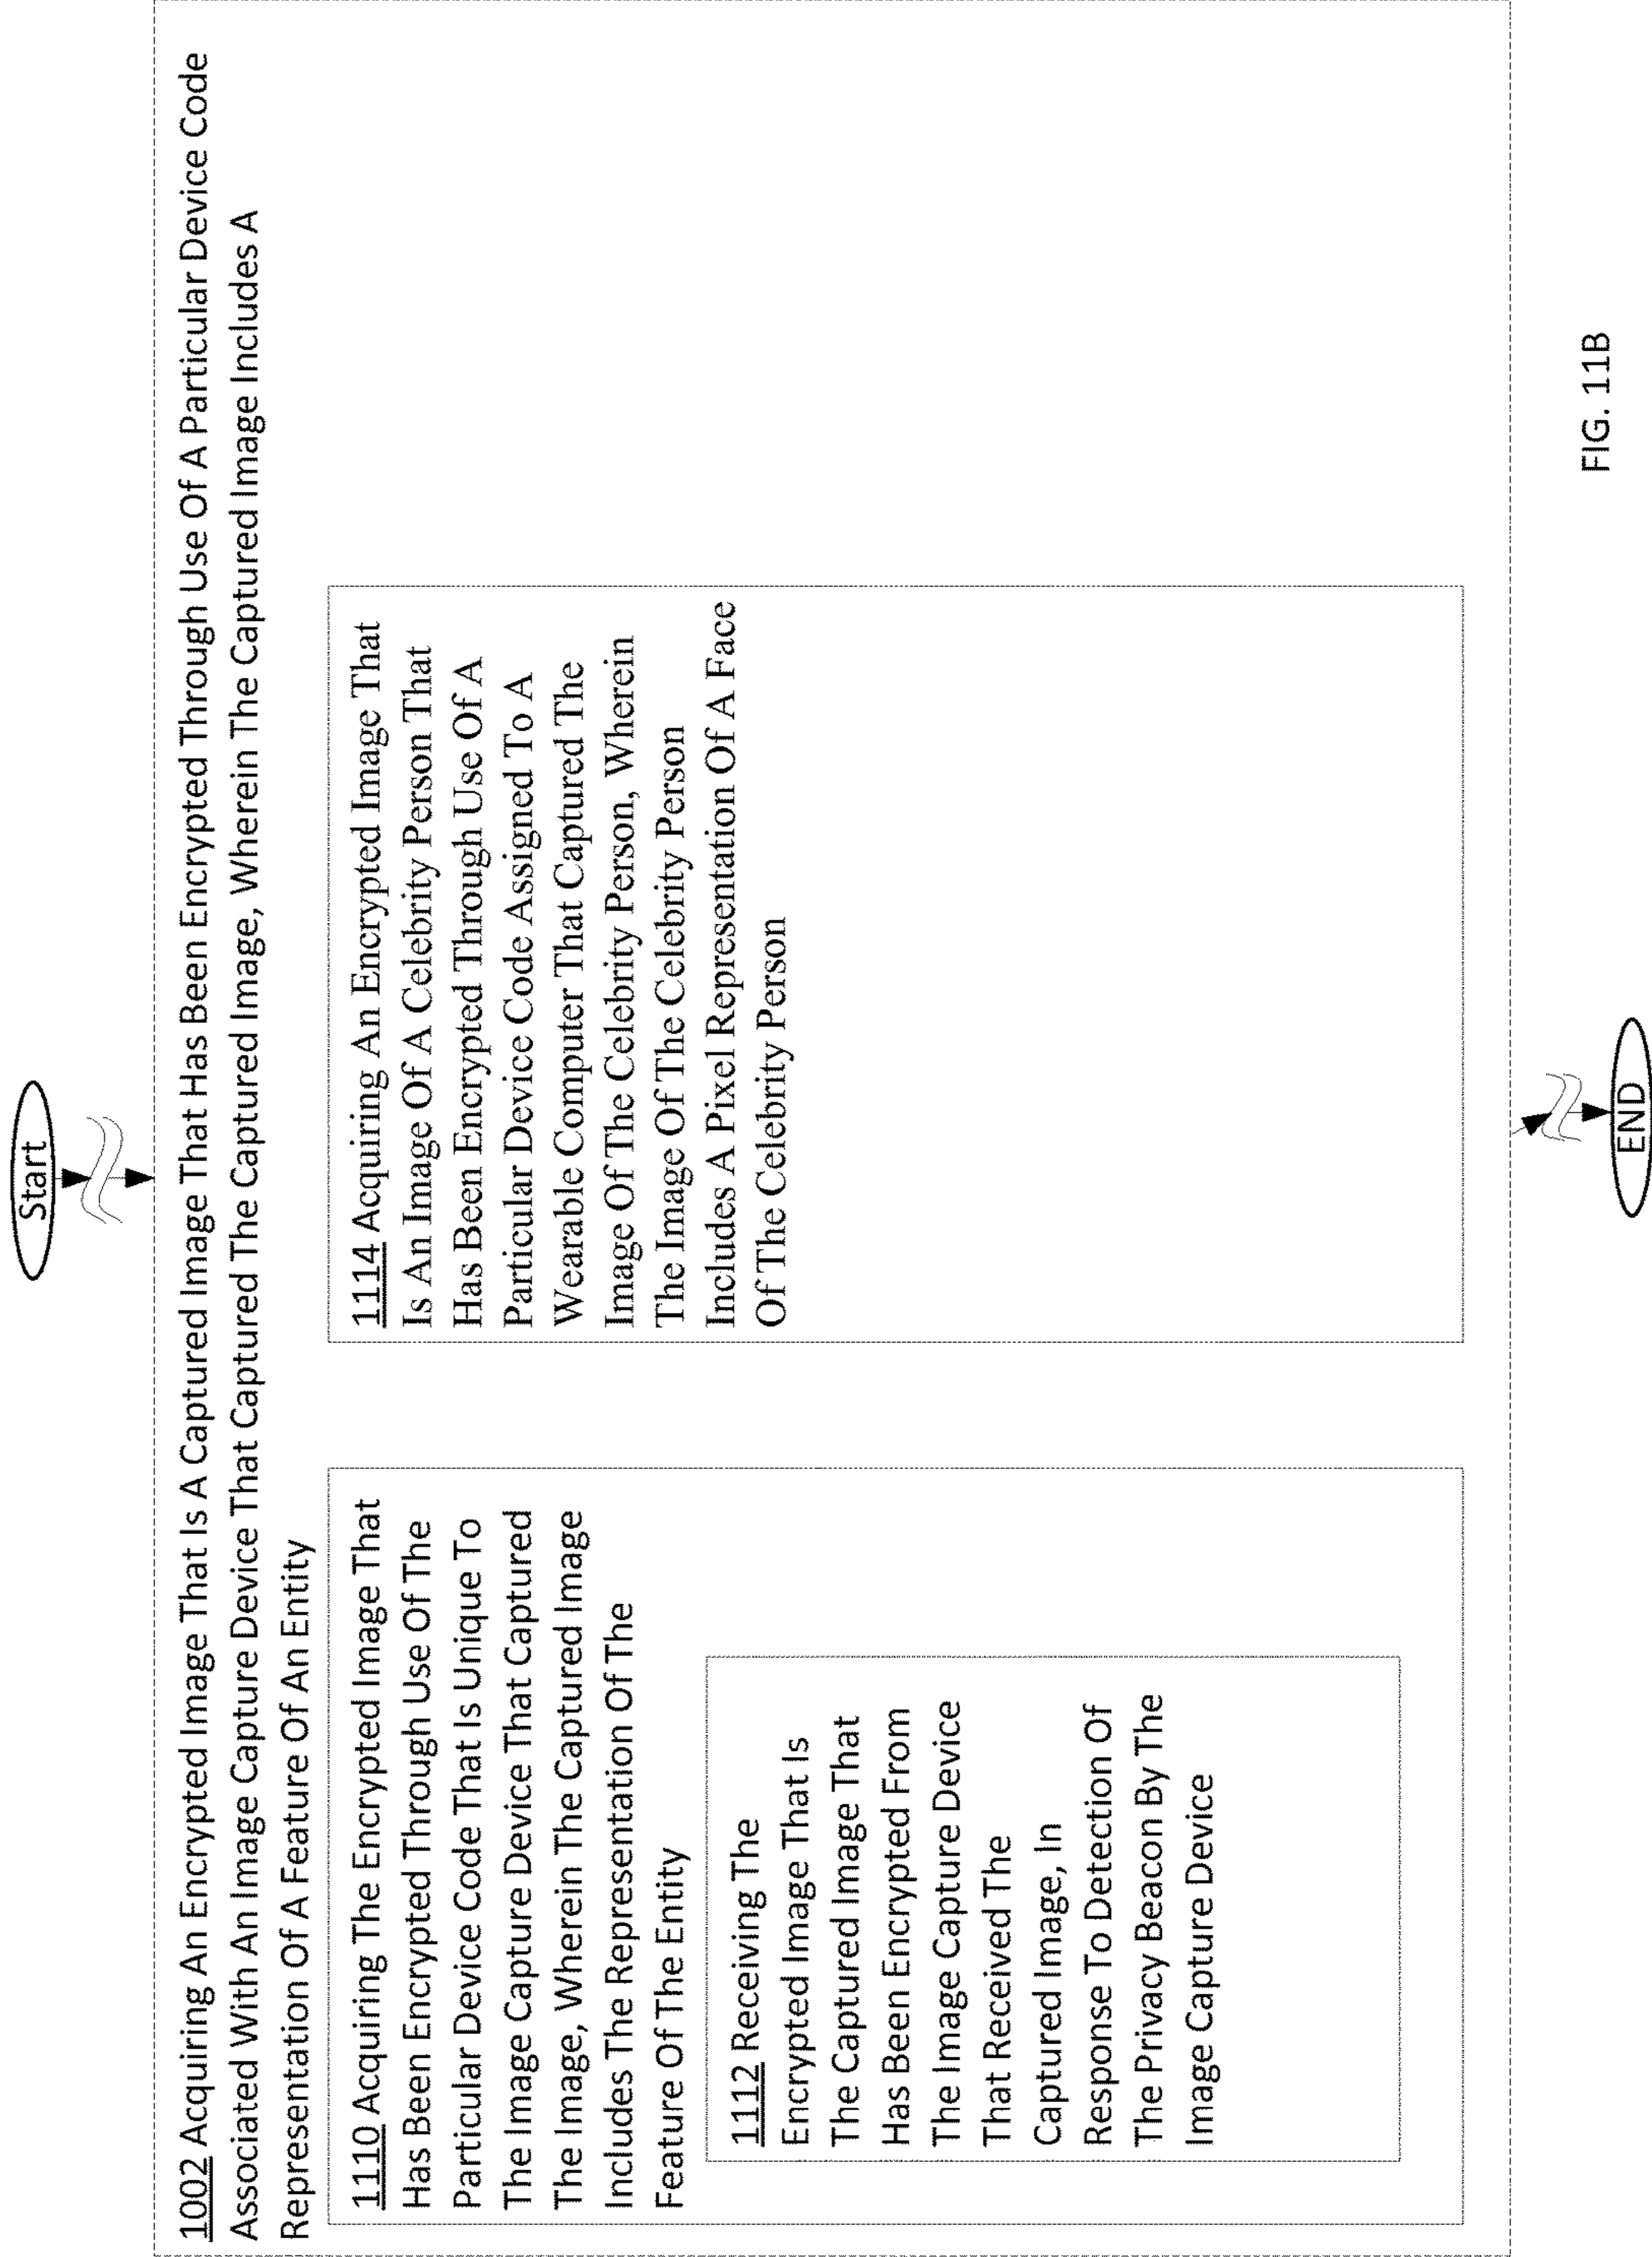 Start
1002 Acquiring An Encrypted Image That Is A Captured Image That Has Been Encrypted Through Use Of A Particular Device Code
Associated With An Image Capture Device That Captured The Captured Image, Wherein The Captured Image Includes A
Representation Of A Feature Of An Entity
1110 Acquiring The Encrypted Image That
Has Been Encrypted Through Use Of The
Particular Device Code That Is Unique To
The Image Capture Device That Captured
The Image, Wherein The Captured Image
Includes The Representation Of The
Feature Of The Entity
1112 Receiving The
Encrypted Image That Is
The Captured Image That
Has Been Encrypted From
The Image Capture Device
That Received The
Captured Image, In
Response To Detection Of
The Privacy Beacon By The
Image Capture Device
1114 Acquiring An Encrypted Image That
Is An Image Of A Celebrity Person That
Has Been Encrypted Through Use Of A
Particular Device Code Assigned To A
Wearable Computer That Captured The
Image Of The Celebrity Person, Wherein
The Image Of The Celebrity Person
Includes A Pixel Representation Of A Face
Of The Celebrity Person
END
FIG. 11B